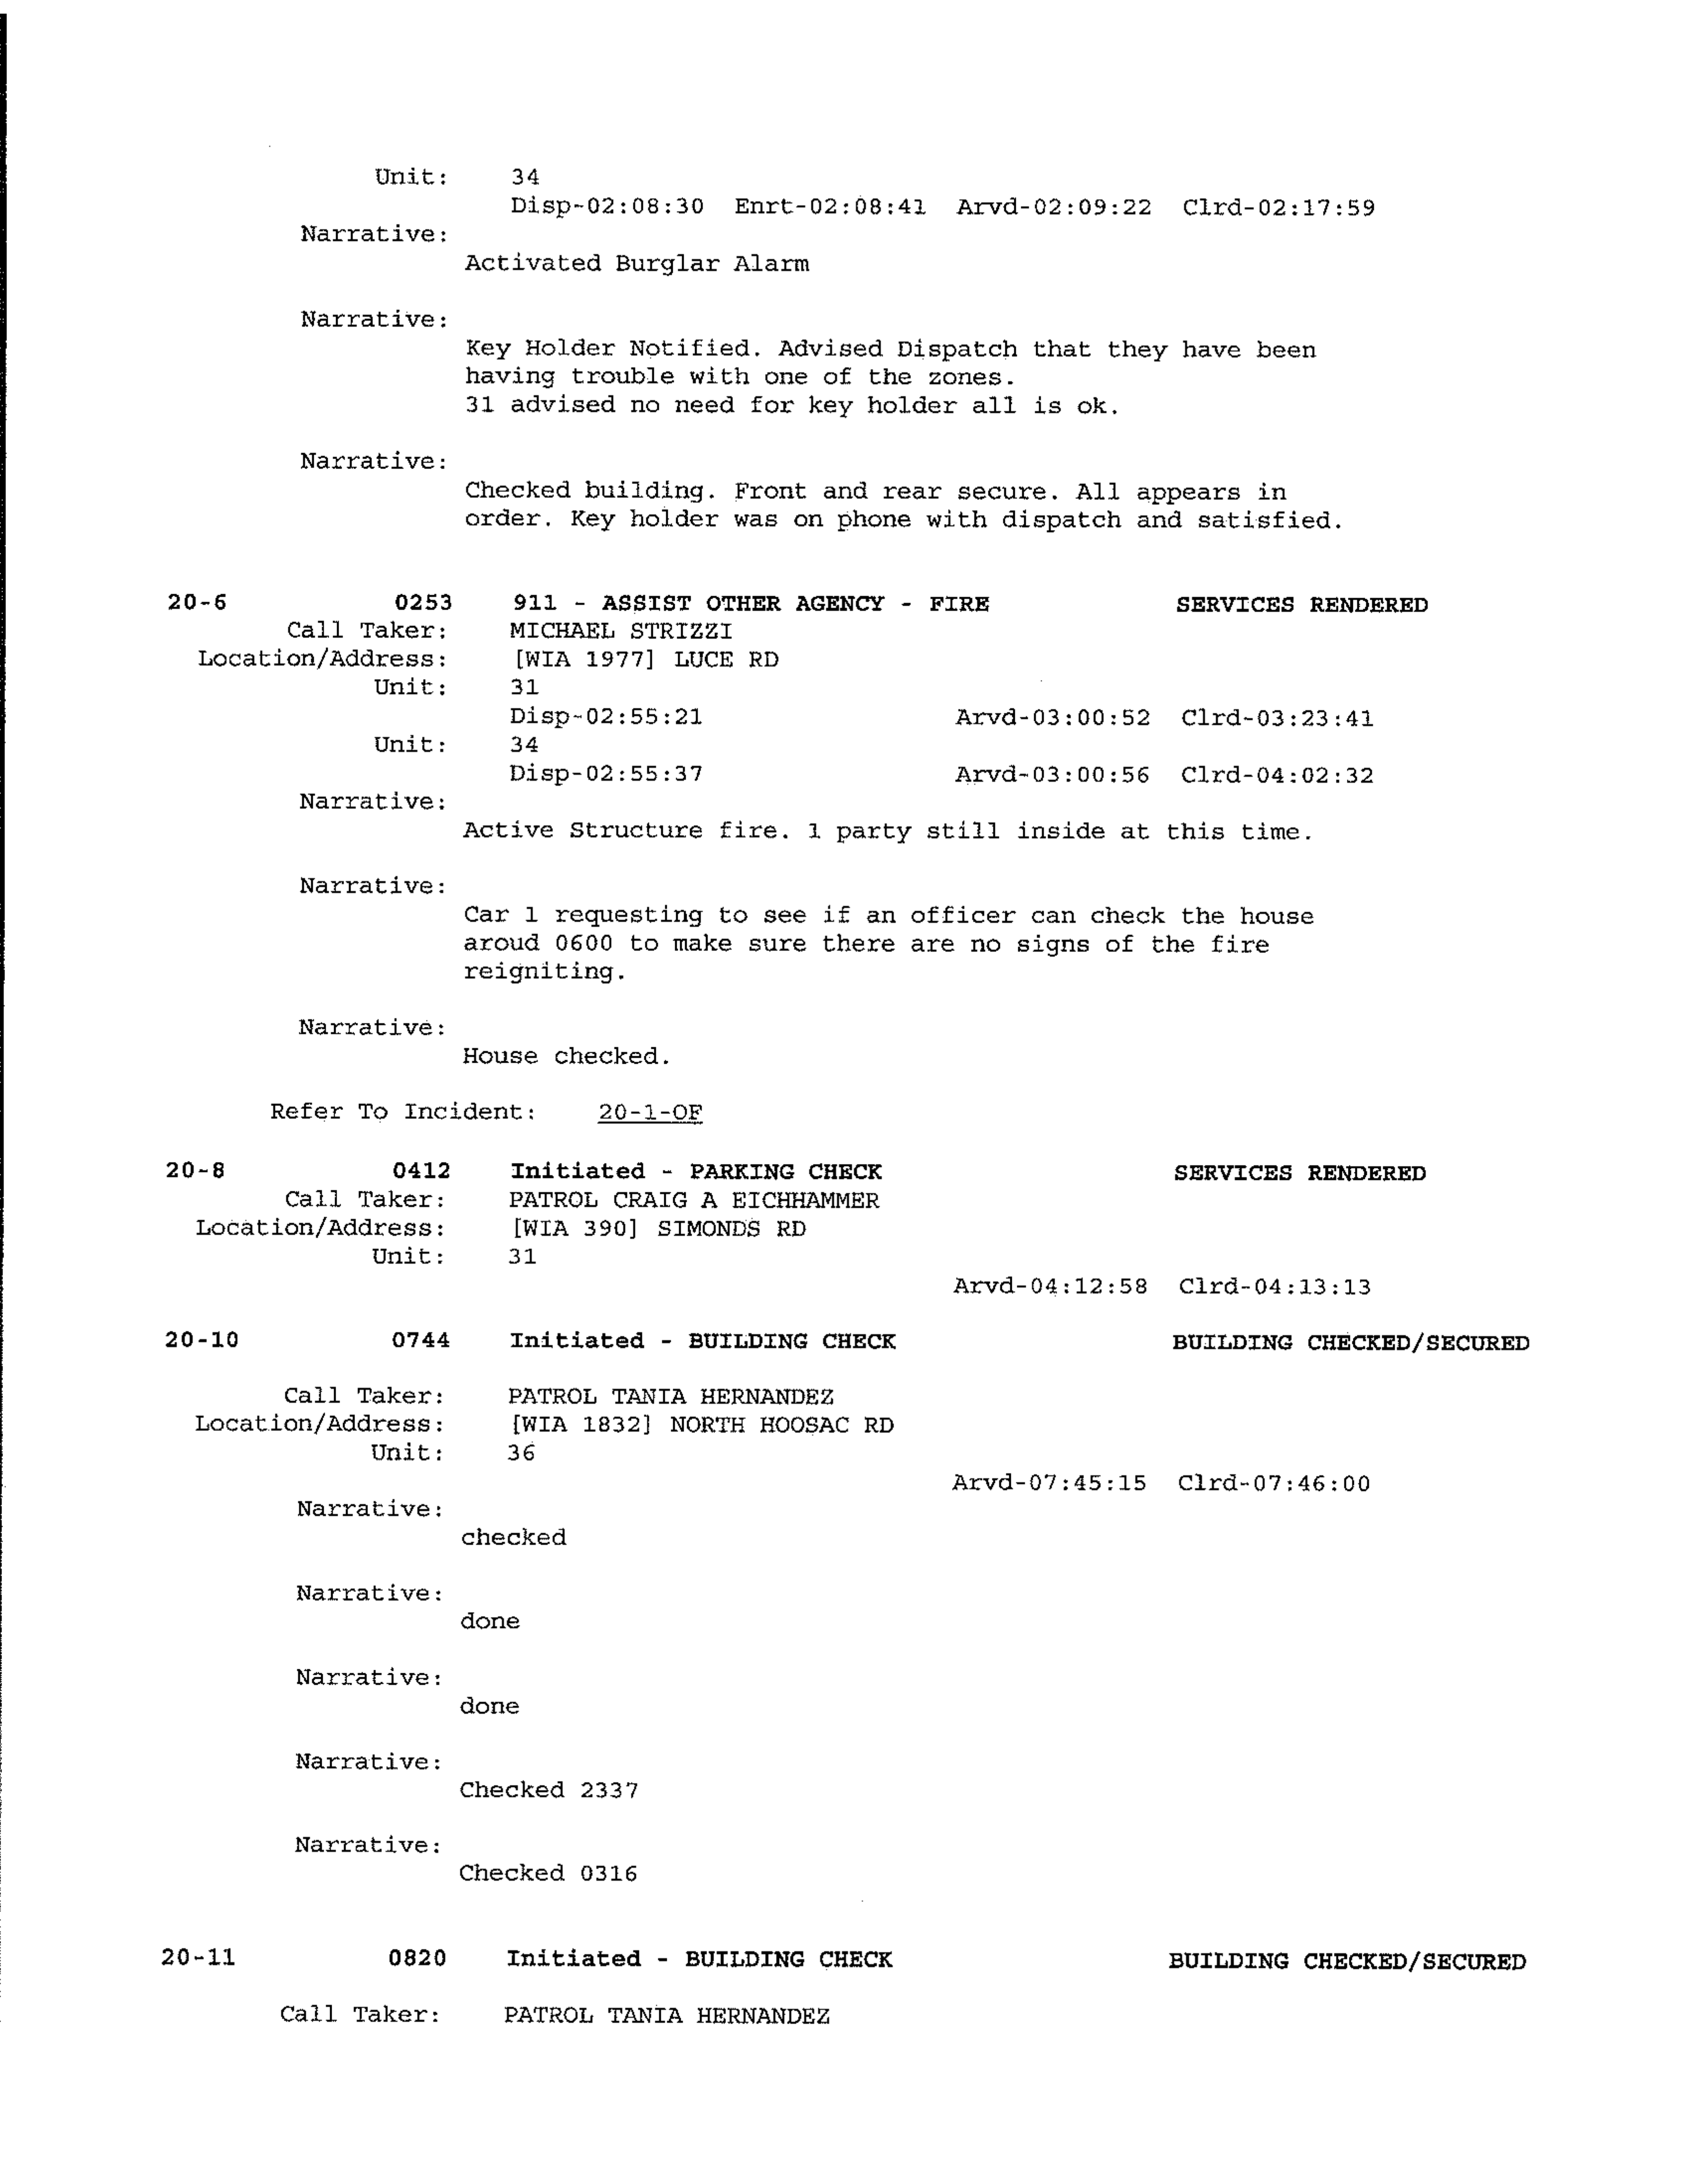 Unit: 34
Disp-02:08:30 Enrt-02:08:41 Arvd-02:09:22 Clrd-02:17:59
Narrative:
Activated Burglar Alarm
Narrative:
Key Holder Notified. Advised Dispatch that they have been
having trouble with one of the zones.
31 advised no need for key holder all is ok.
Narrative:
Checked building. Front and rear secure. All appears in
order. Key holder was on phone with dispatch and satisfied.
20-6 0253 911 - ASSIST OTHER AGENCY - FIRE SERVICES RENDERED
Call Taker: MICHAEL STRIZZI
Location/Address: [WIA 1977] LUCE RD
Unit: 31
Disp-02:55:21 Arvd-03:00:52 Clrd-03:23:41
Unit: 34
Disp-02:55:37 Arvd-03:00:56 Clrd-04:02:32
Narrative:
Active Structure fire. 1 party still inside at this time.
Narrative:
Car 1 requesting to see if an officer can check the house
aroud 0600 to make sure there are no signs of the fire
reigniting.
Narrative:
House checked.
Refer To Incident: 20-1-OF
20-8 0412 Initiated - PARKING CHECK SERVICES RENDERED
Call Taker: PATROL CRAIG A EICHHAMMER
Location/Address: [WIA 390] SIMONDS RD
Unit: 31
Arvd-04:12:58 Clrd-04:13:13
20-10 0744 Initiated - BUILDING CHECK BUILDING CHECKED/SECURED
Call Taker: PATROL TANIA HERNANDEZ
Location/Address: [WIA 1832] NORTH HOOSAC RD
Unit: 36
Arvd-07:45:15 Clrd-07:46:00
Narrative:
checked
Narrative:
done
Narrative:
done
Narrative:
Checked 2337
Narrative:
Checked 0316
20-11 0820 Initiated - BUILDING CHECK BUILDING CHECKED/SECURED
Call Taker: PATROL TANIA HERNANDEZ